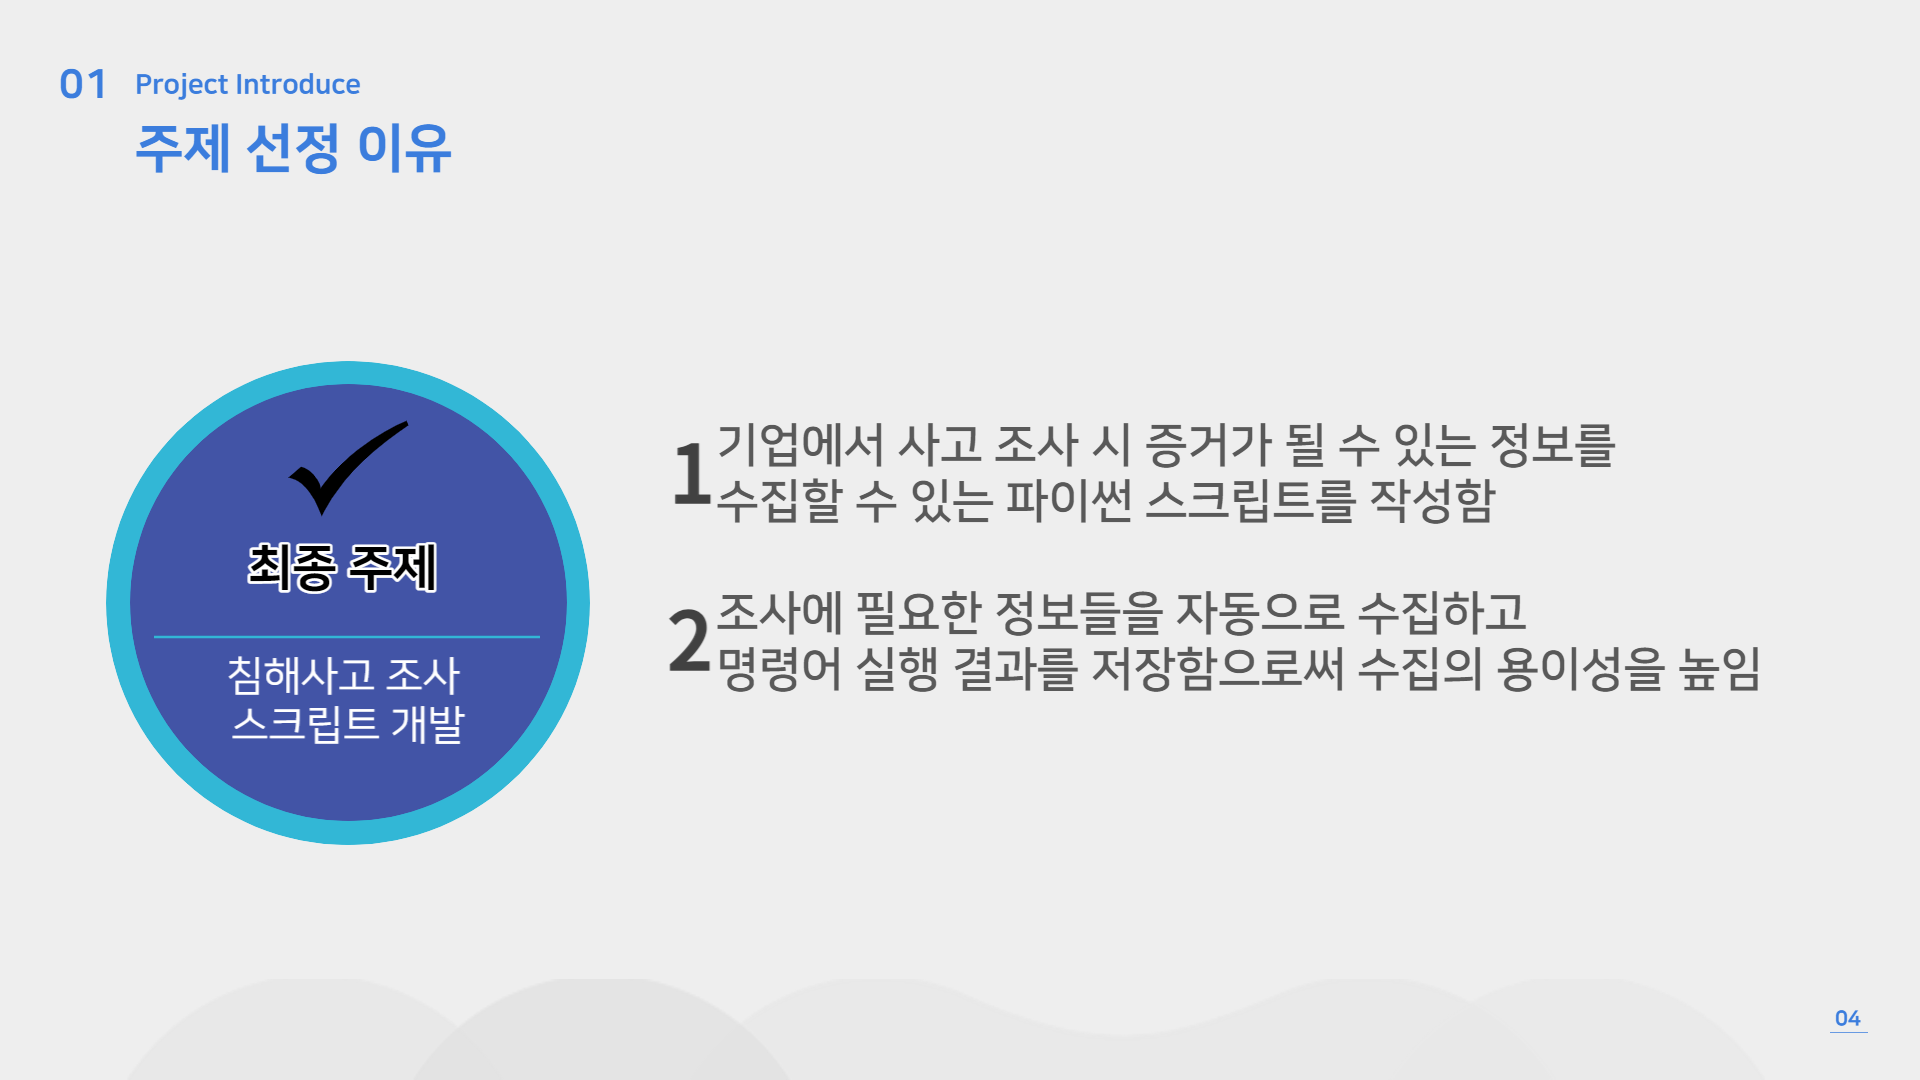 01 Project Introduce
주제 선정 이유
최종 주제
침해사고 조사
스크립트 개발
1
기업에서 사고 조사 시 증거가 될 수 있는 정보를
수집할 수 있는 파이썬 스크립트를 작성함
2
조사에 필요한 정보들을 자동으로 수집하고
명령어 실행 결과를 저장함으로써 수집의 용이성을 높임
04